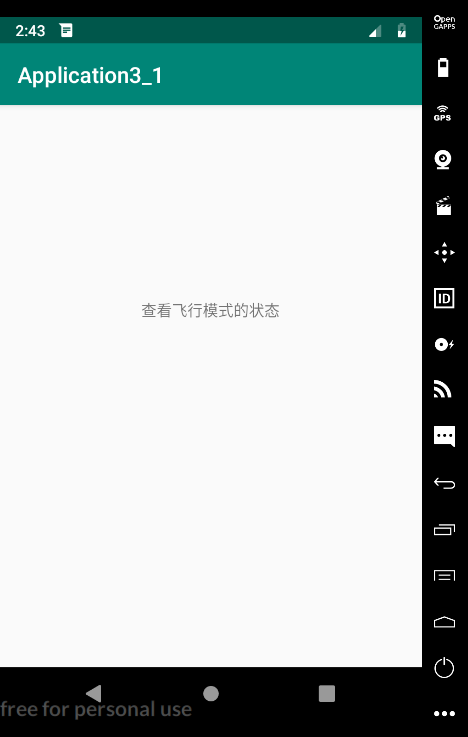 2:43
Open
GAPPS
Application3_1
GPS
查看飞行模式的状态
ID
free for personal use